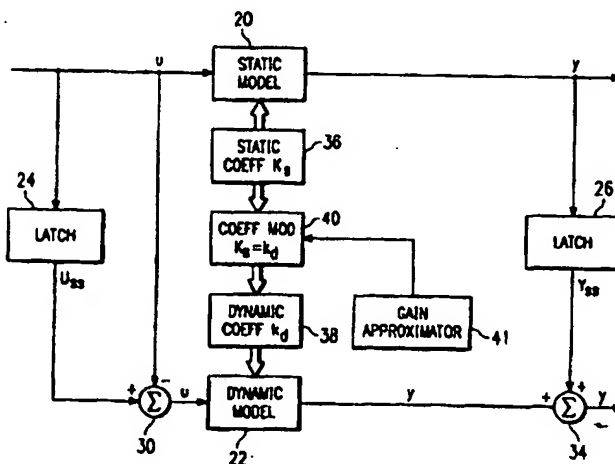 20
U
STATIC
MODEL
y
STATIC
COEFF Ks
36
24
LATCH
40
COEFF MOD
Ks=kd
26
LATCH
Uss
Yss
DYNAMIC
COEFF kd
38
GAIN
APPROXIMATOR
41
+
-
Σ
30
U
DYNAMIC
MODEL
22
y
+
+
Σ
34
y